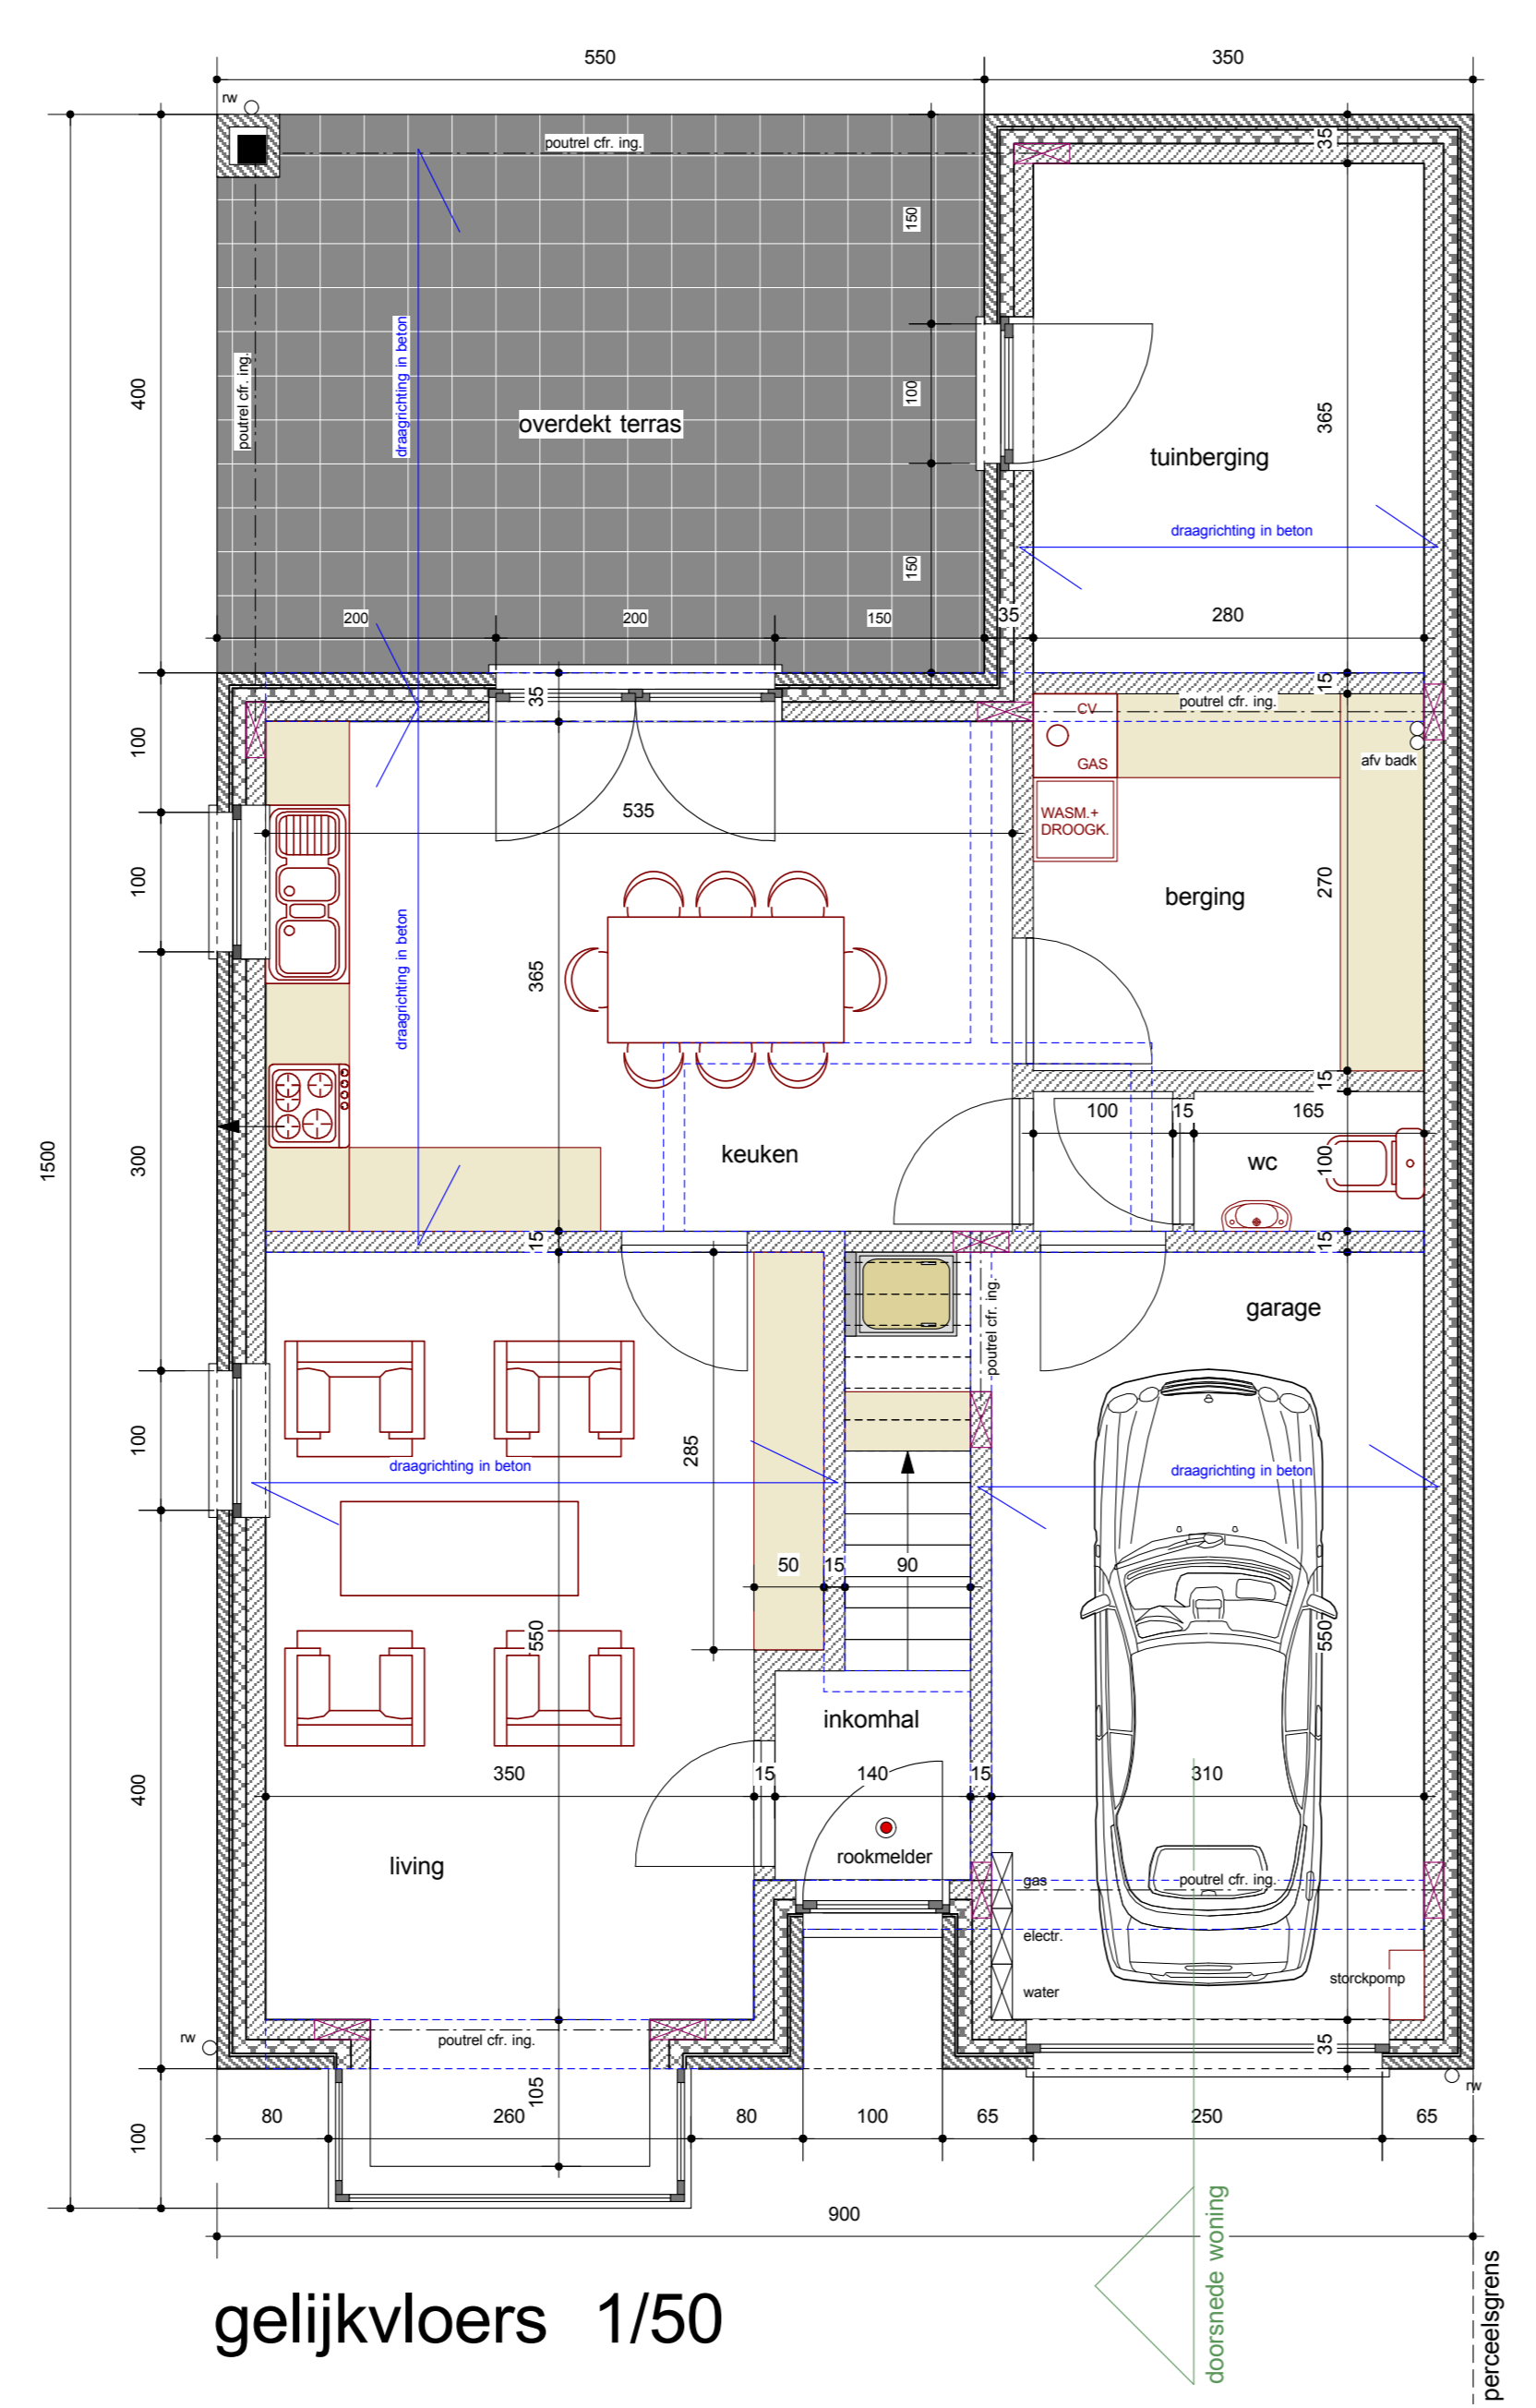 550
350
rw
poutrel cfr. ing.
35
150
400
poutrel cfr. ing.
draagrichting in beton
100
overdekt terras
365
tuinberging
draagrichting in beton
150
200
200
150
35
280
100
35
15
CV
poutrel cfr. ing.
GAS
afv badk
535
WASM.+
DROOGK.
100
270
berging
draagrichting in beton
365
15
100
15
165
1500
300
keuken
wc
100
15
15
garage
poutrel cfr. ing.
100
285
draagrichting in beton
draagrichting in beton
50
15
90
550
550
inkomhal
400
350
15
140
15
310
living
rookmelder
gas
poutrel cfr. ing.
electr.
storckpomp
water
rw
poutrel cfr. ing.
35
rw
105
100
80
260
80
100
65
250
65
900
doorsnede woning
perceelsgrens
gelijkvloers 1/50